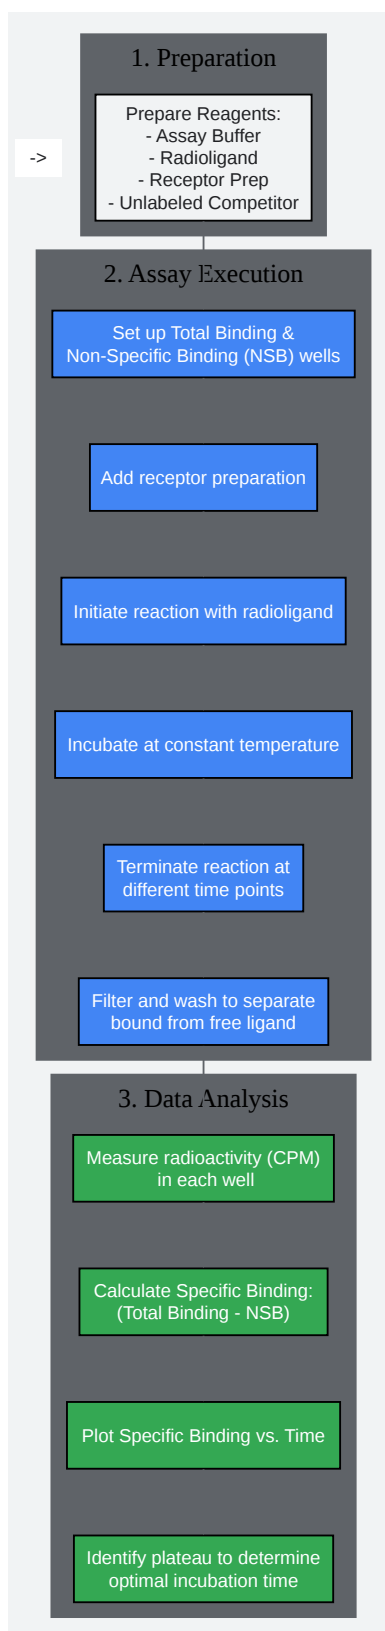 1. Preparation
Prepare Reagents:
- Assay Buffer
->
- Radioligand
- Receptor Prep
- Unlabeled Competitor
2. Assay Execution
Set up Total Binding &
Non-Specific Binding (NSB) wells
Add receptor preparation
Initiate reaction with radioligand
Incubate at constant temperature
Terminate reaction at
different time points
Filter and wash to separate
bound from free ligand
3. Data Analysis
Measure radioactivity (CPM)
in each well
Calculate Specific Binding:
(Total Binding - NSB)
Plot Specific Binding vs. Time
Identify plateau to determine
optimal incubation time